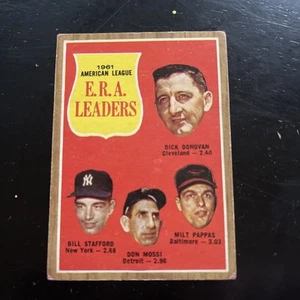 1961
AMERICAN LEAGUE
E.R.A.
LEADERS
DICK DONOVAN
Cleveland — 2.40
BILL STAFFORD
New York — 2.68
DON MOSSI
Detroit — 2.96
MILT PAPPAS
Baltimore — 3.03